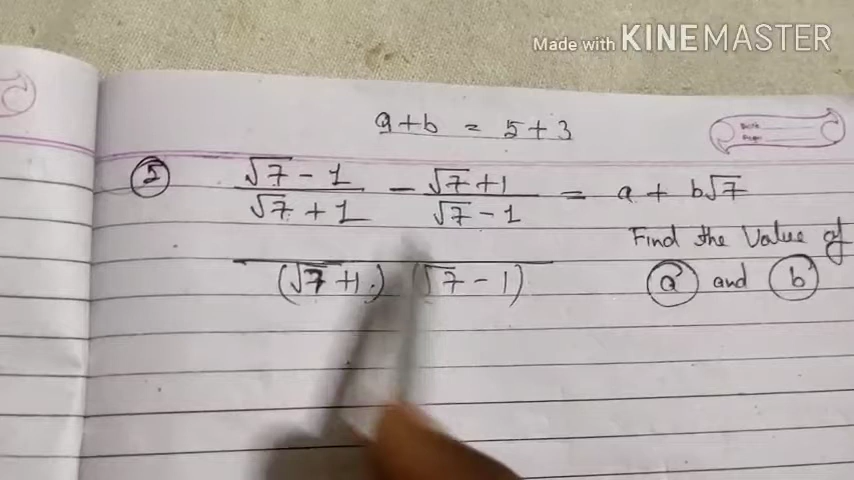 Made with KINEMASTER
a+b = 5+3
5 √7 - 1 / √7 + 1 - √7 + 1 / √7 - 1 = a + b√7
Find the Value of
a and b
(√7 + 1) (√7 - 1)